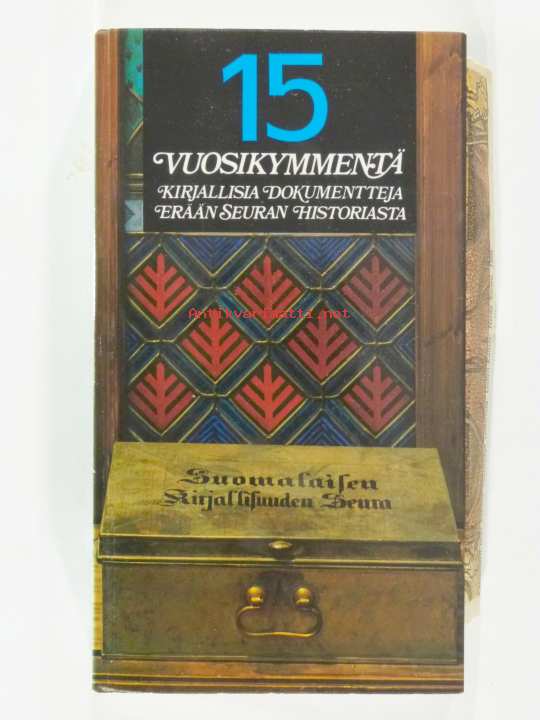 15
VUOSIKYMMENTÄ
KIRJALLISIA DOKUMENTTEJA
ERÄÄN SEURAN HISTORIASTA
Antikvariaatti.net
Suomalaisen
Kirjallisuuden Seura